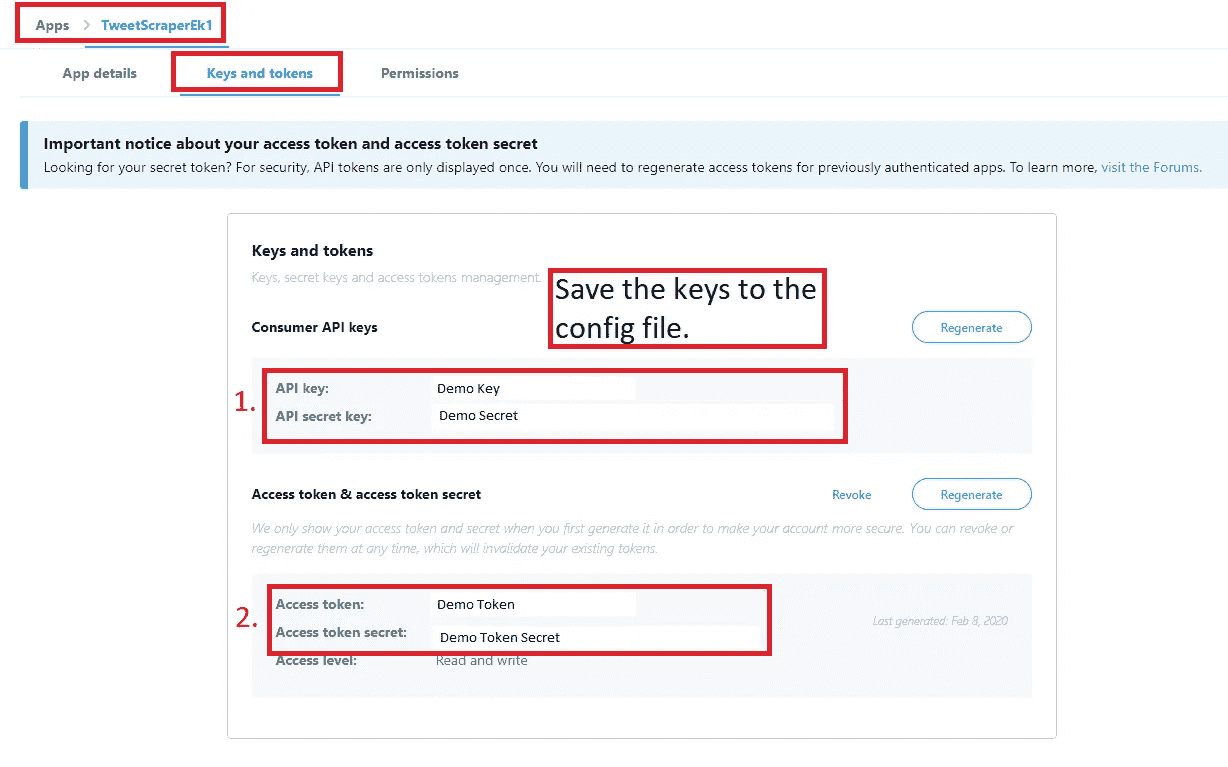 Apps > TweetScraperEk1
App details Keys and tokens Permissions
Important notice about your access token and access token secret
Looking for your secret token? For security, API tokens are only displayed once. You will need to regenerate access tokens for previously authenticated apps. To learn more, visit the Forums.
Keys and tokens
Keys, secret keys and access tokens management.
Save the keys to the
config file.
Consumer API keys Regenerate
1.
API key: Demo Key
API secret key: Demo Secret
Access token & access token secret Revoke Regenerate
We only show your access token and secret when you first generate it in order to make your account more secure. You can revoke or
regenerate them at any time, which will invalidate your existing tokens.
2.
Access token: Demo Token
Last generated: Feb 8, 2020
Access token secret: Demo Token Secret
Access level: Read and write